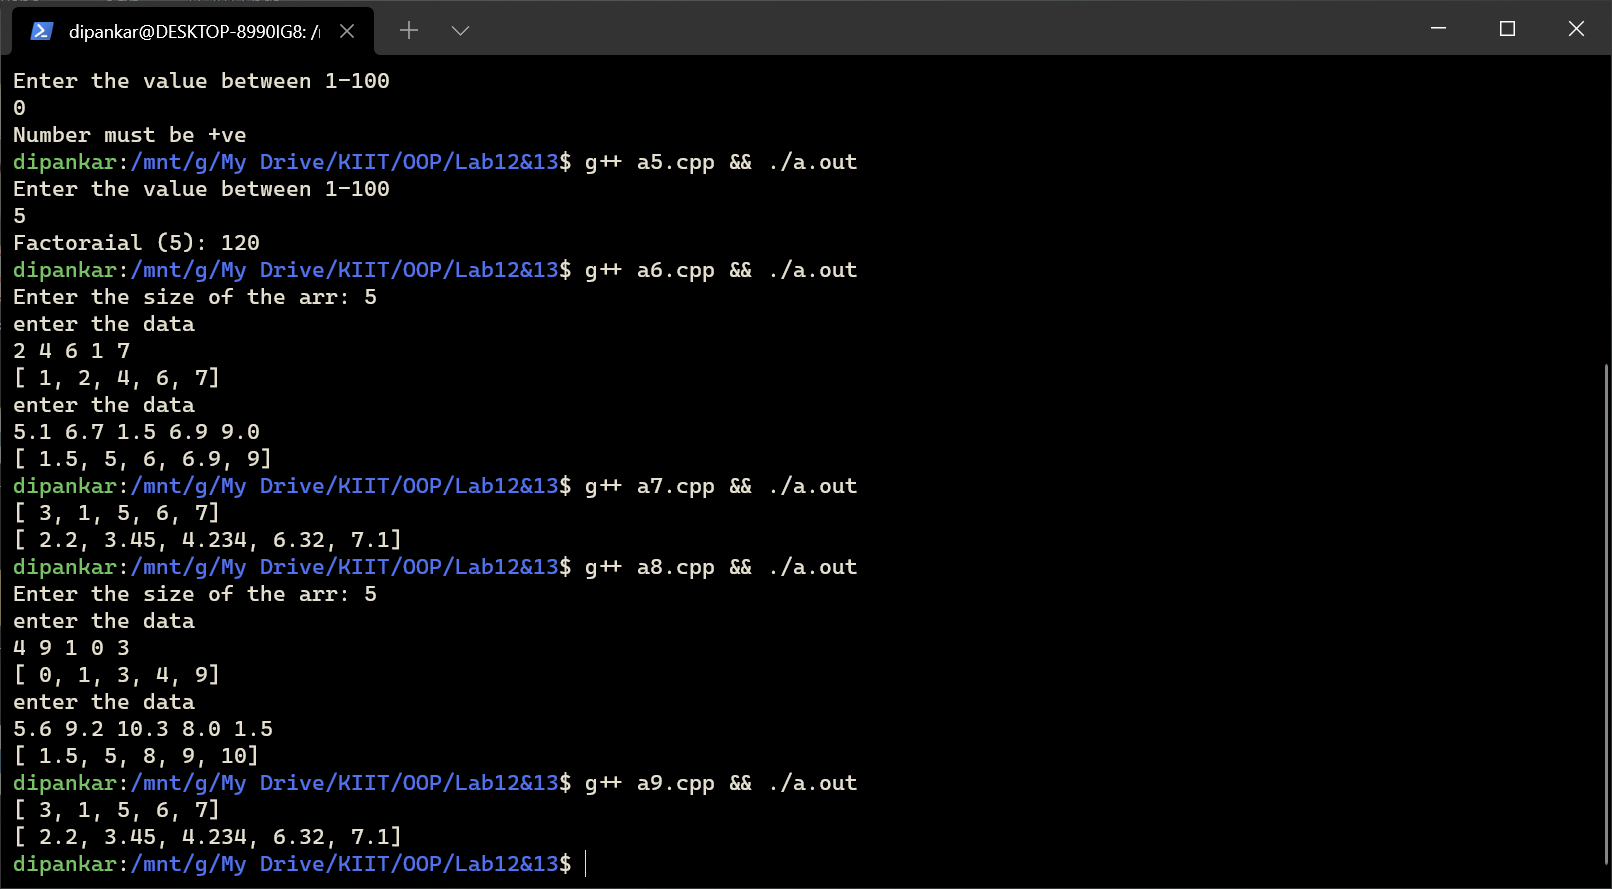 dipankar@DESKTOP-8990IG8: /
Enter the value between 1-100
0
Number must be +ve
dipankar:/mnt/g/My Drive/KIIT/OOP/Lab12&13$ g++ a5.cpp && ./a.out
Enter the value between 1-100
5
Factoraial (5): 120
dipankar:/mnt/g/My Drive/KIIT/OOP/Lab12&13$ g++ a6.cpp && ./a.out
Enter the size of the arr: 5
enter the data
2 4 6 1 7
[ 1, 2, 4, 6, 7]
enter the data
5.1 6.7 1.5 6.9 9.0
[ 1.5, 5, 6, 6.9, 9]
dipankar:/mnt/g/My Drive/KIIT/OOP/Lab12&13$ g++ a7.cpp && ./a.out
[ 3, 1, 5, 6, 7]
[ 2.2, 3.45, 4.234, 6.32, 7.1]
dipankar:/mnt/g/My Drive/KIIT/OOP/Lab12&13$ g++ a8.cpp && ./a.out
Enter the size of the arr: 5
enter the data
4 9 1 0 3
[ 0, 1, 3, 4, 9]
enter the data
5.6 9.2 10.3 8.0 1.5
[ 1.5, 5, 8, 9, 10]
dipankar:/mnt/g/My Drive/KIIT/OOP/Lab12&13$ g++ a9.cpp && ./a.out
[ 3, 1, 5, 6, 7]
[ 2.2, 3.45, 4.234, 6.32, 7.1]
dipankar:/mnt/g/My Drive/KIIT/OOP/Lab12&13$